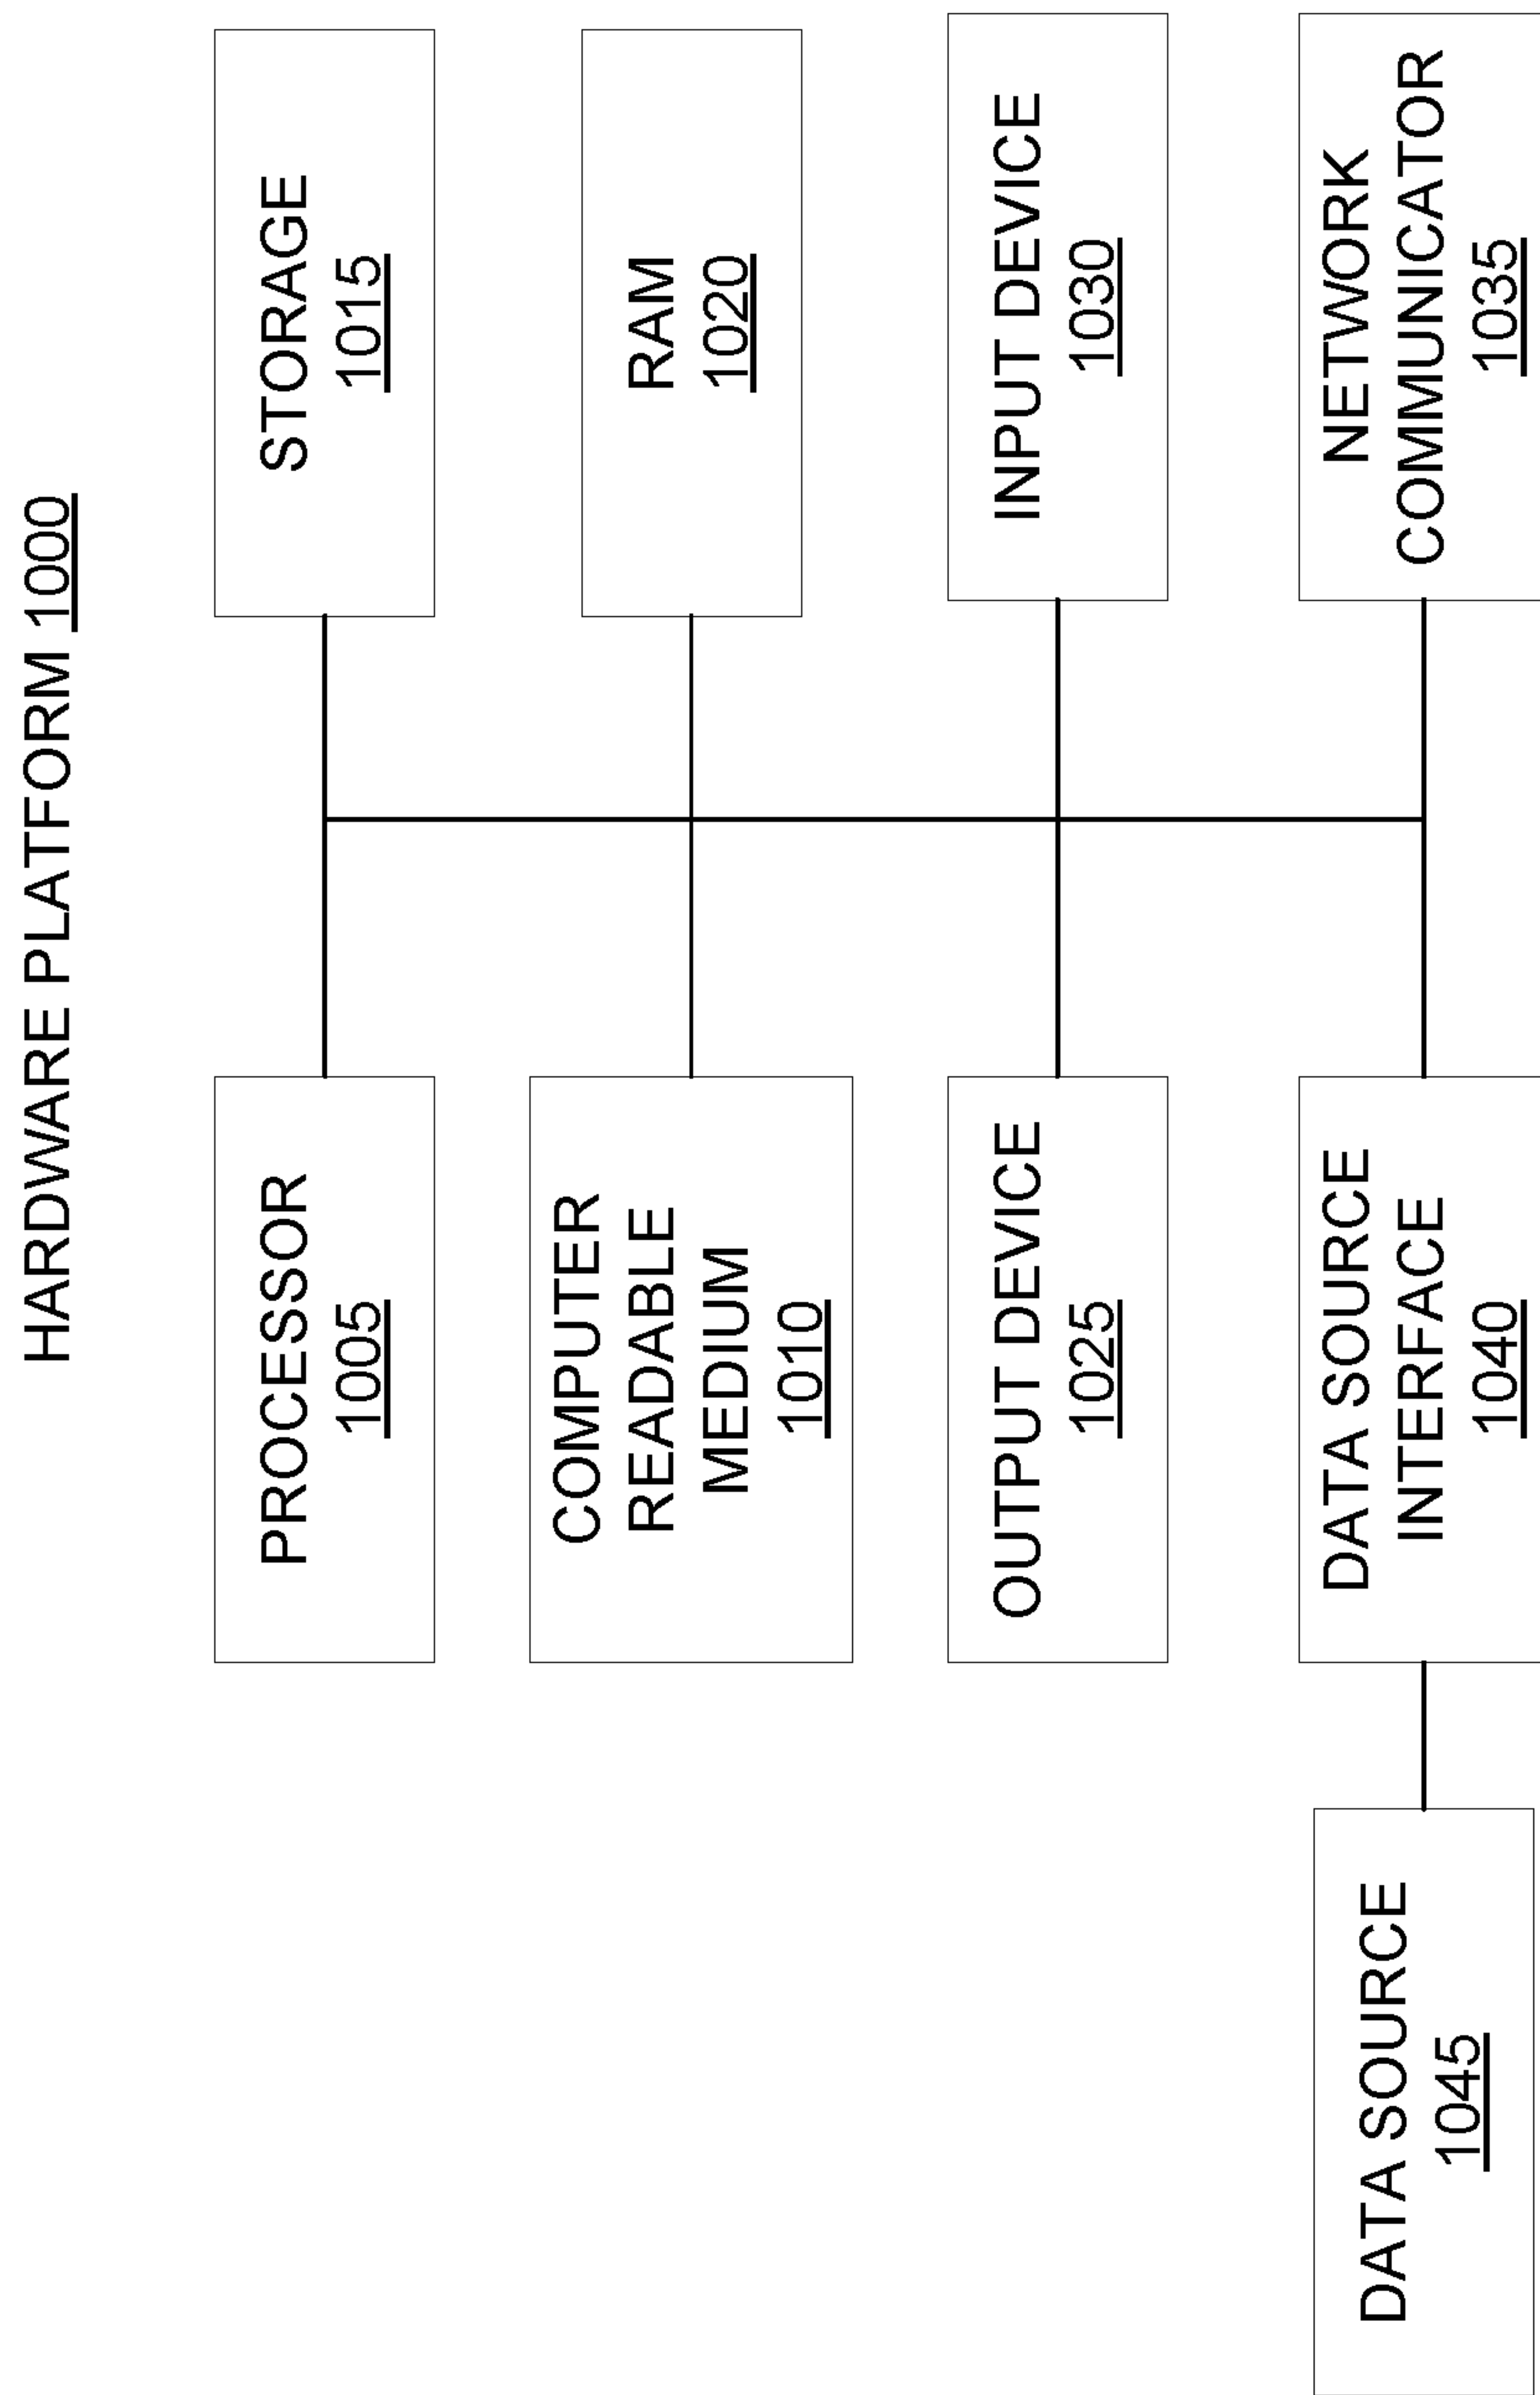 HARDWARE PLATFORM 1000
PROCESSOR
1005
STORAGE
1015
COMPUTER
READABLE
MEDIUM
1010
RAM
1020
OUTPUT DEVICE
1025
INPUT DEVICE
1030
DATA SOURCE
1045
DATA SOURCE
INTERFACE
1040
NETWORK
COMMUNICATOR
1035